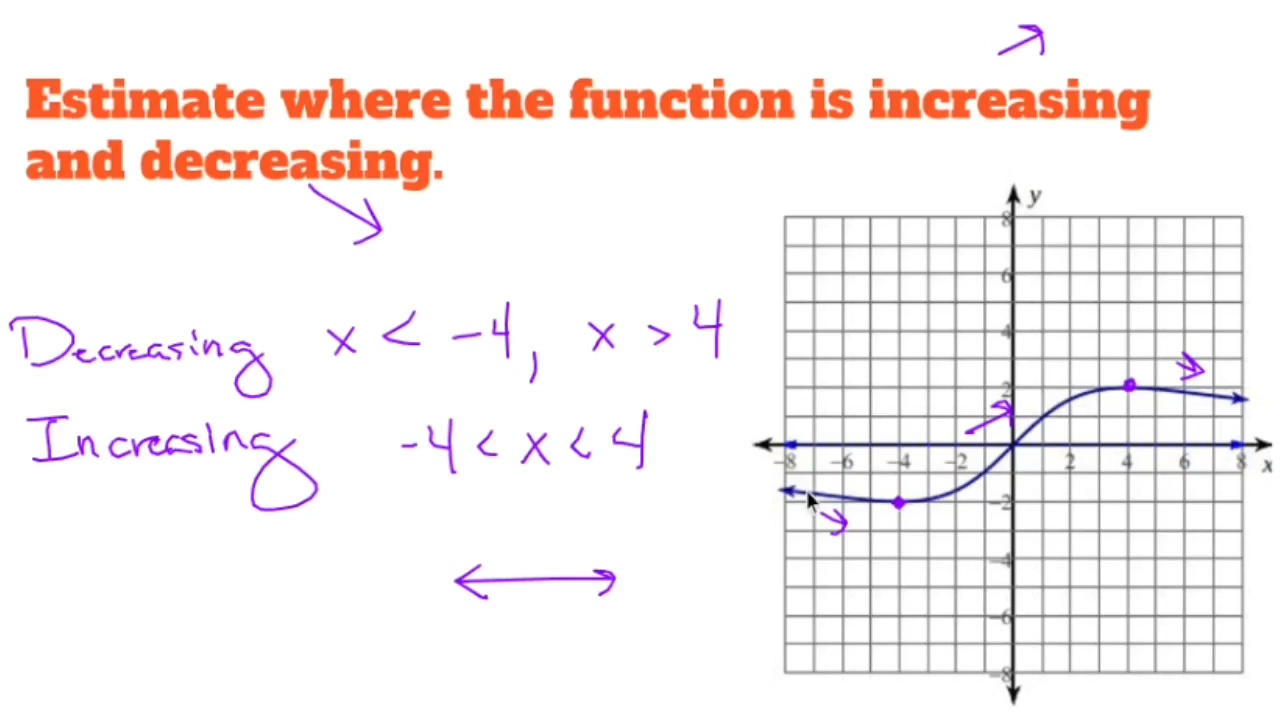 Estimate where the function is increasing
and decreasing.
Decreasing x < -4, x > 4
Increasing -4 < x < 4
y
8
6
4
2
-8 -6 -4 -2 2 4 6 8 x
-2
-4
-6
-8